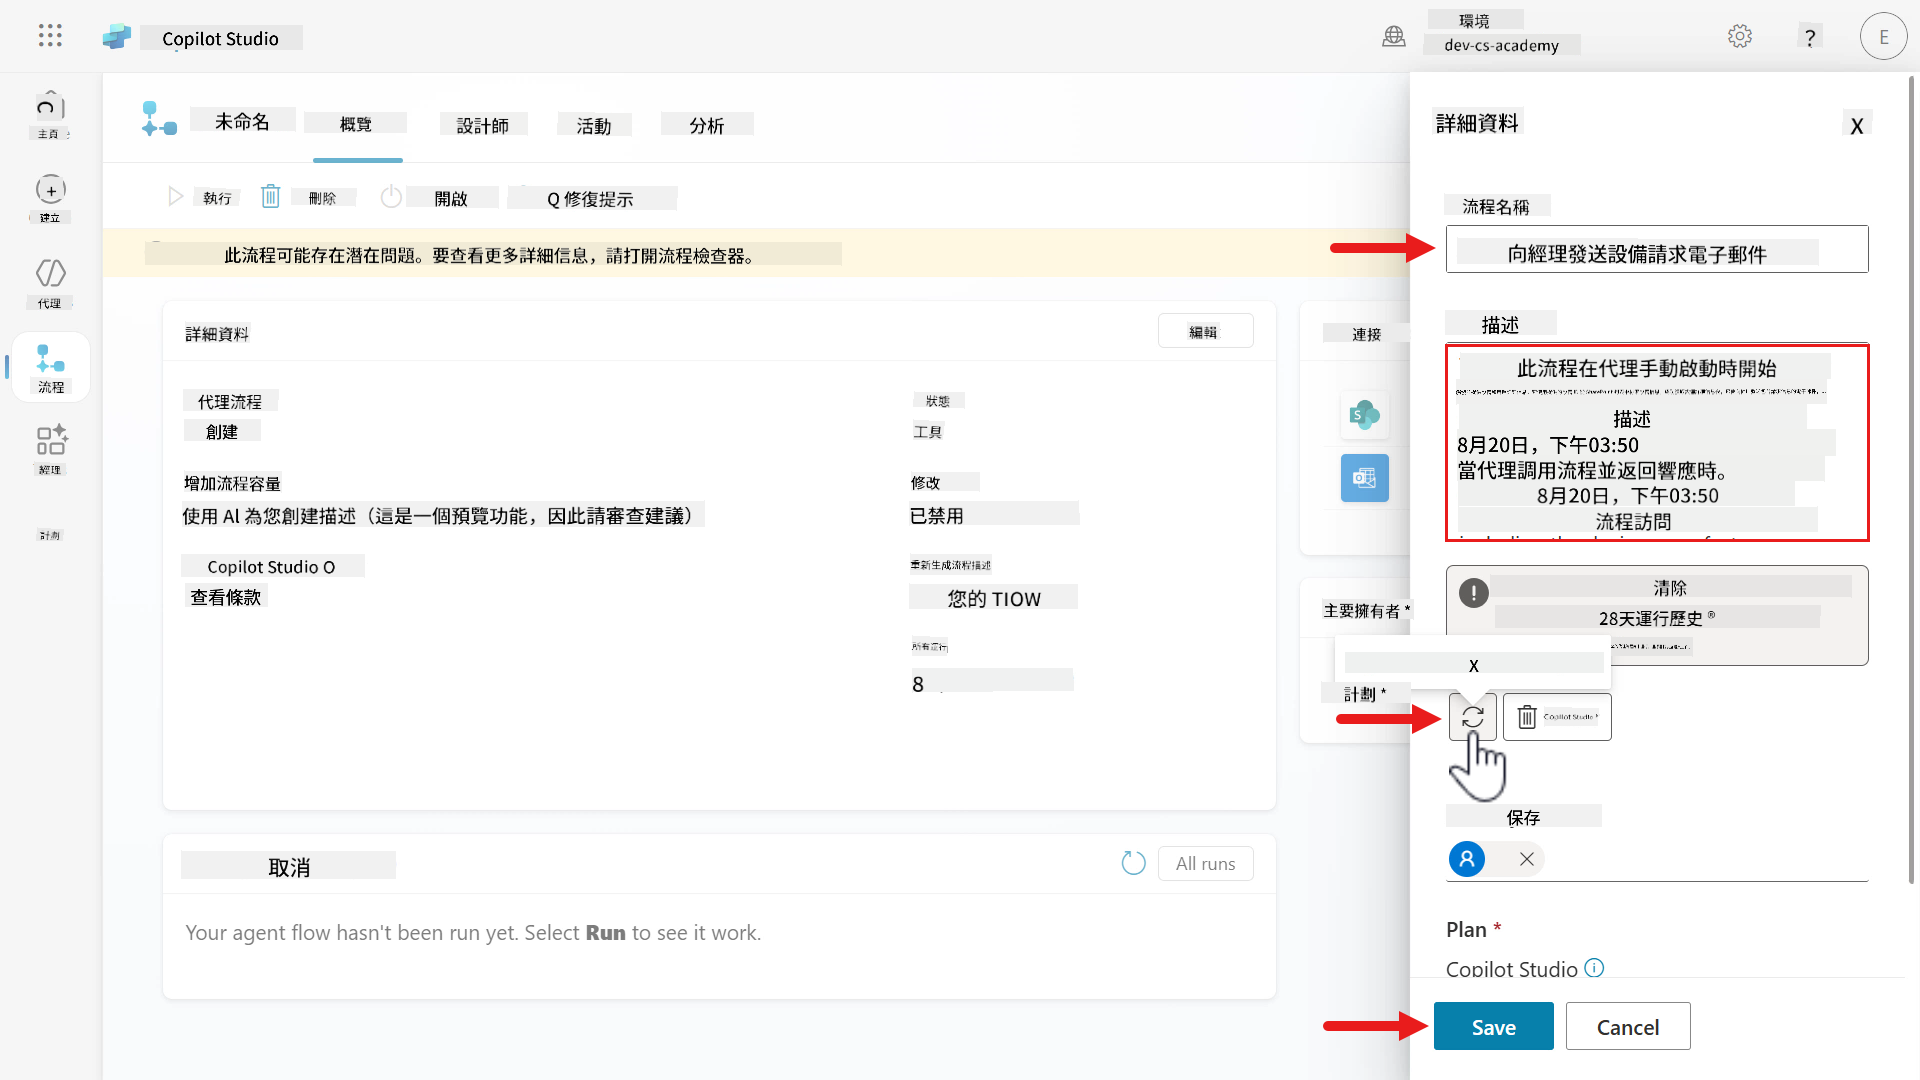 Copilot Studio
環境
dev-cs-academy
?
E
主頁
建立
代理
流程
經理
計劃
未命名
概覽
設計師
活動
分析
執行
刪除
開啟
Q 修復提示
此流程可能存在潛在問題。要查看更多詳細信息，請打開流程檢查器。
詳細資料
編輯
代理流程
創建
增加流程容量
使用 AI 為您創建描述（這是一個預覽功能，因此請審查建議）
Copilot Studio O
查看條款
狀態
工具
修改
已禁用
重新生成流程描述
您的 TIOW
所有運行
8
連接
主要擁有者 *
計劃 *
取消
All runs
Your agent flow hasn't been run yet. Select Run to see it work.
詳細資料
X
流程名稱
向經理發送設備請求電子郵件
描述
此流程在代理手動啟動時開始
描述
8月20日，下午03:50
當代理調用流程並返回響應時。
8月20日，下午03:50
流程訪問
清除
28天運行歷史 ®
X
Copilot Studio *
保存
Plan *
Copilot Studio
Save
Cancel